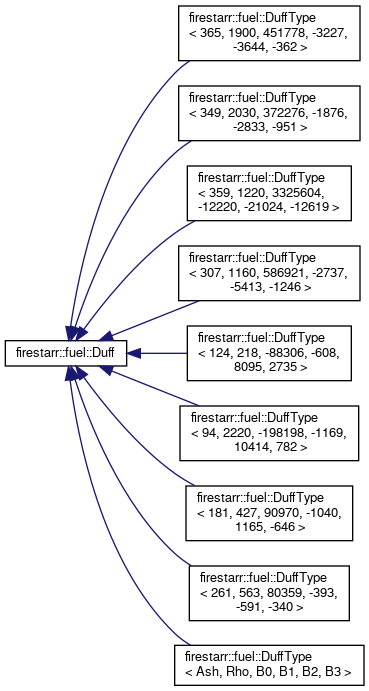 firestarr::fuel::DuffType
< 365, 1900, 451778, -3227,
-3644, -362 >
firestarr::fuel::DuffType
< 349, 2030, 372276, -1876,
-2833, -951 >
firestarr::fuel::DuffType
< 359, 1220, 3325604,
-12220, -21024, -12619 >
firestarr::fuel::DuffType
< 307, 1160, 586921, -2737,
-5413, -1246 >
firestarr::fuel::Duff
firestarr::fuel::DuffType
< 124, 218, -88306, -608,
8095, 2735 >
firestarr::fuel::DuffType
< 94, 2220, -198198, -1169,
10414, 782 >
firestarr::fuel::DuffType
< 181, 427, 90970, -1040,
1165, -646 >
firestarr::fuel::DuffType
< 261, 563, 80359, -393,
-591, -340 >
firestarr::fuel::DuffType
< Ash, Rho, B0, B1, B2, B3 >